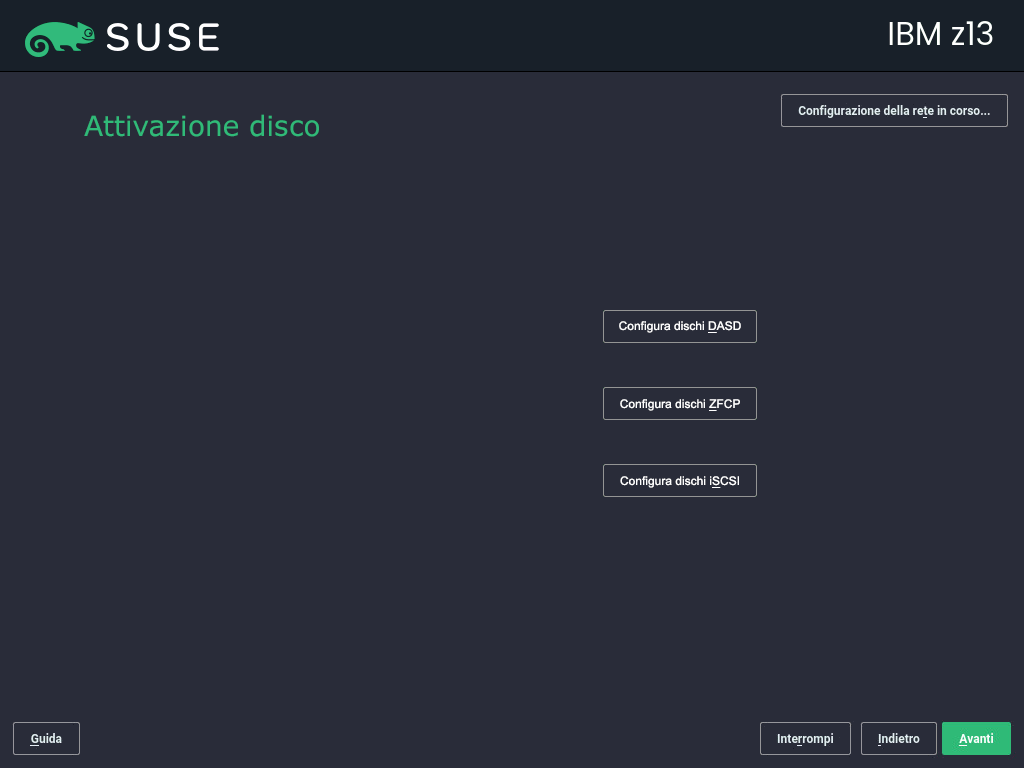 SUSE
IBM z13
Attivazione disco
Configurazione della rete in corso...
Configura dischi DASD
Configura dischi ZFCP
Configura dischi iSCSI
Guida
Interrompi
Indietro
Avanti